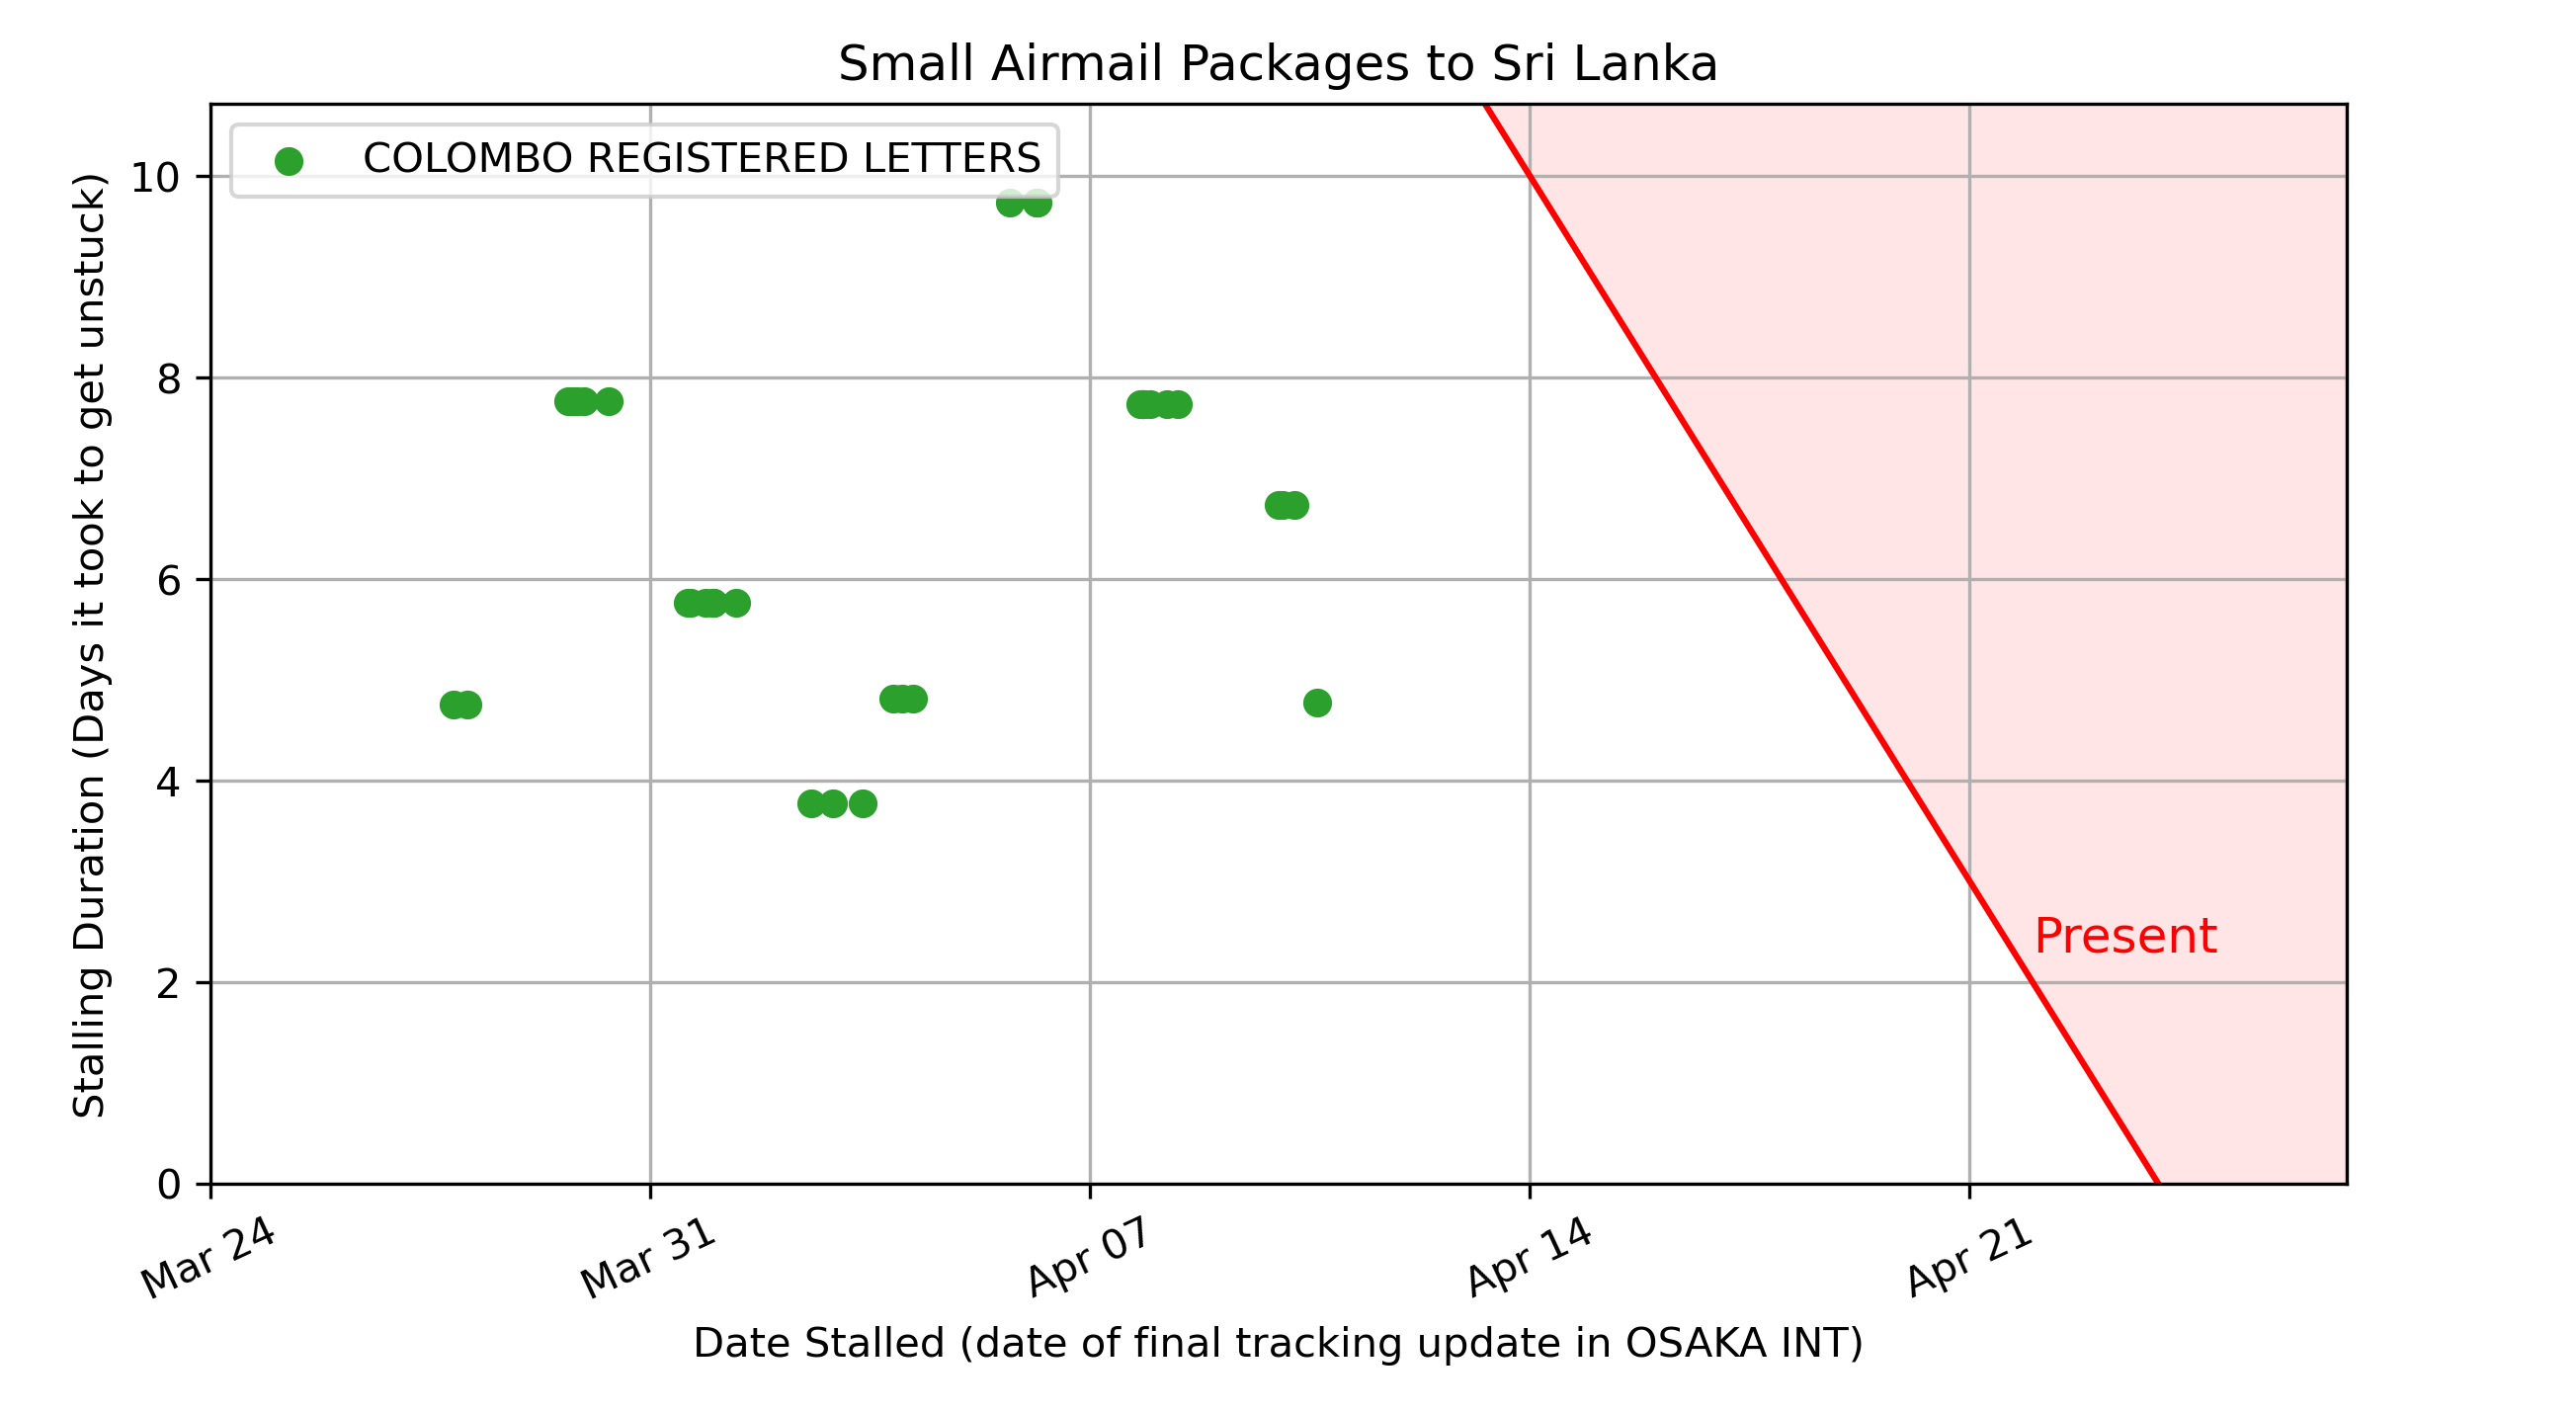 Small Airmail Packages to Sri Lanka
COLOMBO REGISTERED LETTERS
Stalling Duration (Days it took to get unstuck)
10
8
6
4
2
0
Present
Mar 24
Mar 31
Apr 07
Apr 14
Apr 21
Date Stalled (date of final tracking update in OSAKA INT)